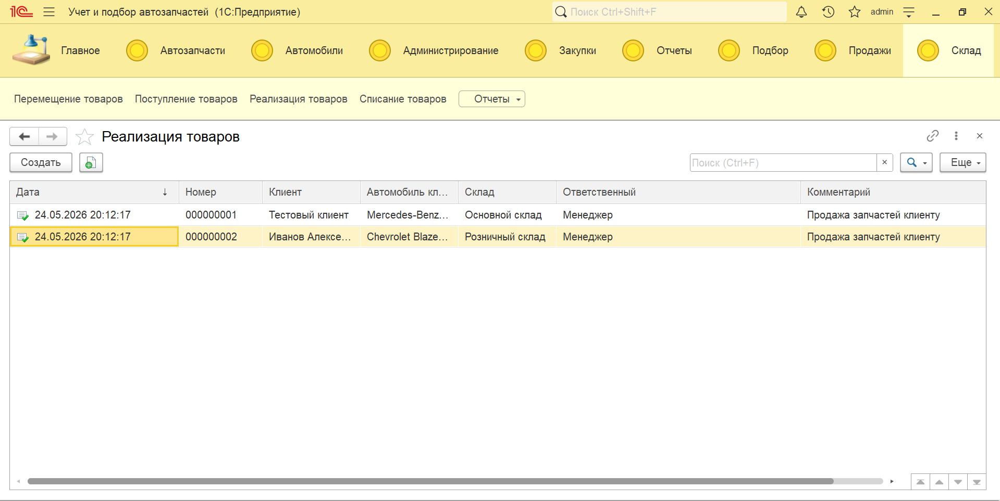 1С Учет и подбор автозапчастей (1С:Предприятие) Поиск Ctrl+Shift+F admin
Главное Автозапчасти Автомобили Администрирование Закупки Отчеты Подбор Продажи Склад
Перемещение товаров Поступление товаров Реализация товаров Списание товаров Отчеты
Реализация товаров
Создать Поиск (Ctrl+F) × Еще
Дата ↓ Номер Клиент Автомобиль кл... Склад Ответственный Комментарий
24.05.2026 20:12:17 000000001 Тестовый клиент Mercedes-Benz... Основной склад Менеджер Продажа запчастей клиенту
24.05.2026 20:12:17 000000002 Иванов Алексе... Chevrolet Blaze... Розничный склад Менеджер Продажа запчастей клиенту